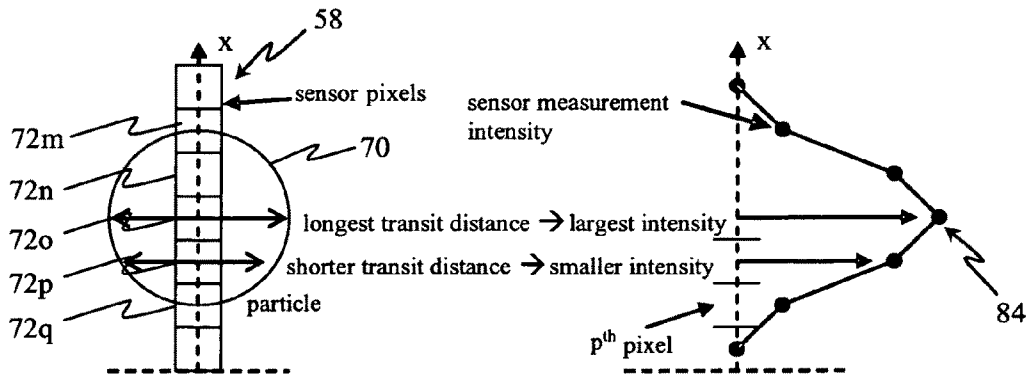 58
x
sensor pixels
72m
70
72n
72o
72p
72q
longest transit distance → largest intensity
shorter transit distance → smaller intensity
particle
x
sensor measurement
intensity
pth pixel
84